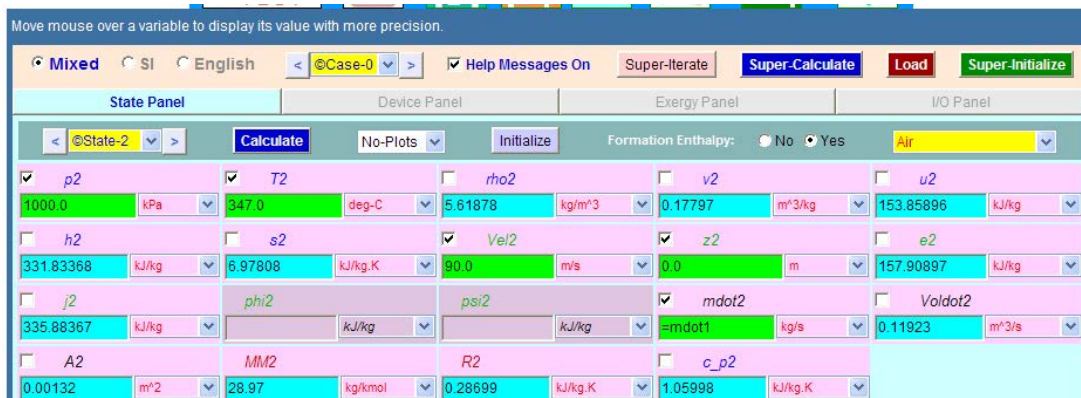 Move mouse over a variable to display its value with more precision.
Mixed SI English < ©Case-0 > Help Messages On Super-Iterate Super-Calculate Load Super-Initialize
State Panel Device Panel Exergy Panel I/O Panel
< ©State-2 > Calculate No-Plots Initialize Formation Enthalpy: No Yes Air
p2 T2 rho2 v2 u2
1000.0 kPa 347.0 deg-C 5.61878 kg/m^3 0.17797 m^3/kg 153.85896 kJ/kg
h2 s2 Vel2 z2 e2
331.83368 kJ/kg 6.97808 kJ/kg.K 90.0 m/s 0.0 m 157.90897 kJ/kg
j2 phi2 psi2 mdot2 Voldot2
335.88367 kJ/kg kJ/kg kJ/kg =mdot1 kg/s 0.11923 m^3/s
A2 MM2 R2 c_p2
0.00132 m^2 28.97 kg/kmol 0.28699 kJ/kg.K 1.05998 kJ/kg.K